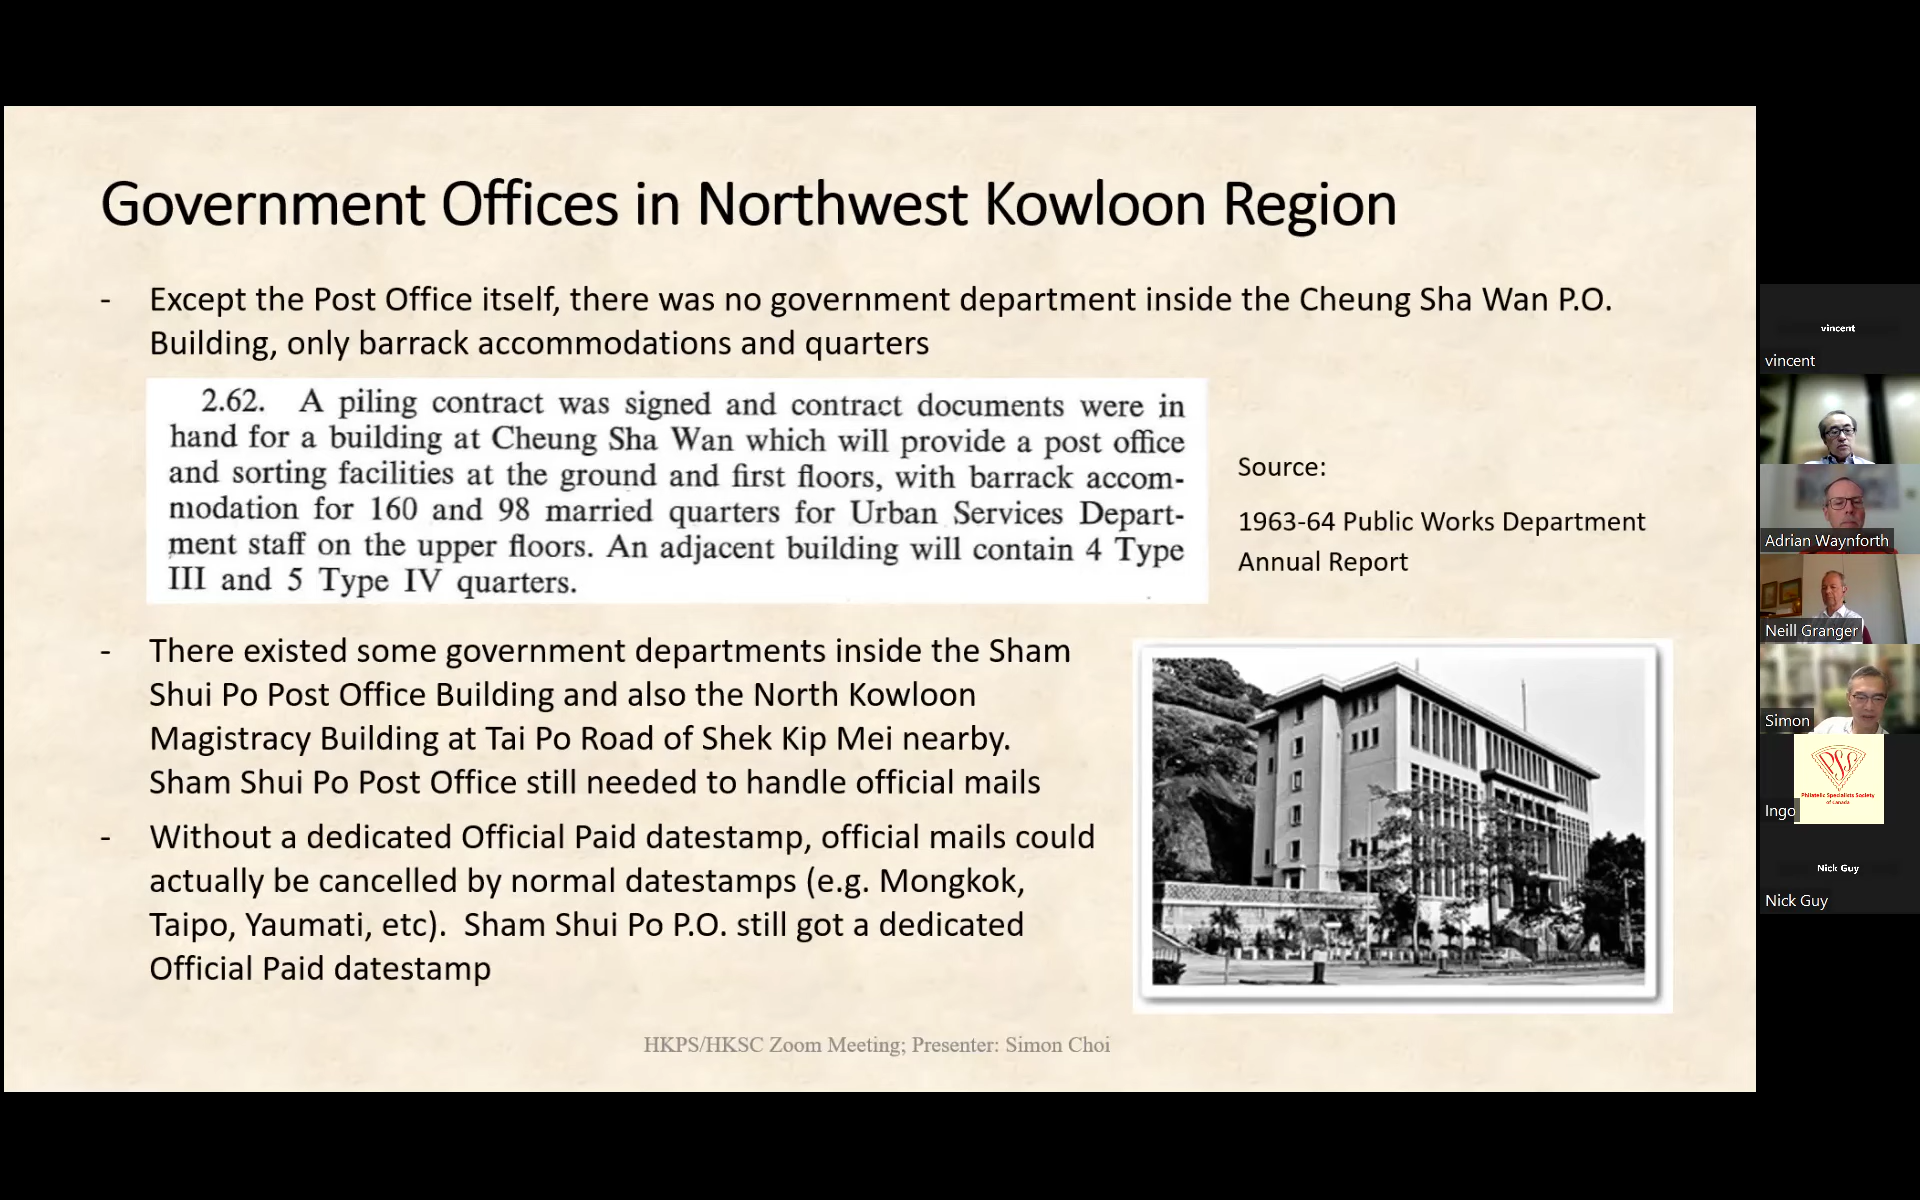 Government Offices in Northwest Kowloon Region
- Except the Post Office itself, there was no government department inside the Cheung Sha Wan P.O.
Building, only barrack accommodations and quarters
2.62. A piling contract was signed and contract documents were in
hand for a building at Cheung Sha Wan which will provide a post office
and sorting facilities at the ground and first floors, with barrack accom-
modation for 160 and 98 married quarters for Urban Services Depart-
ment staff on the upper floors. An adjacent building will contain 4 Type
III and 5 Type IV quarters.
Source:
1963-64 Public Works Department
Annual Report
- There existed some government departments inside the Sham
Shui Po Post Office Building and also the North Kowloon
Magistracy Building at Tai Po Road of Shek Kip Mei nearby.
Sham Shui Po Post Office still needed to handle official mails
- Without a dedicated Official Paid datestamp, official mails could
actually be cancelled by normal datestamps (e.g. Mongkok,
Taipo, Yaumati, etc).  Sham Shui Po P.O. still got a dedicated
Official Paid datestamp
HKPS/HKSC Zoom Meeting; Presenter: Simon Choi
vincent
vincent
Adrian Waynforth
Neill Granger
Simon
PSS
Philatelic Specialists Society
of Canada
Ingo
Nick Guy
Nick Guy